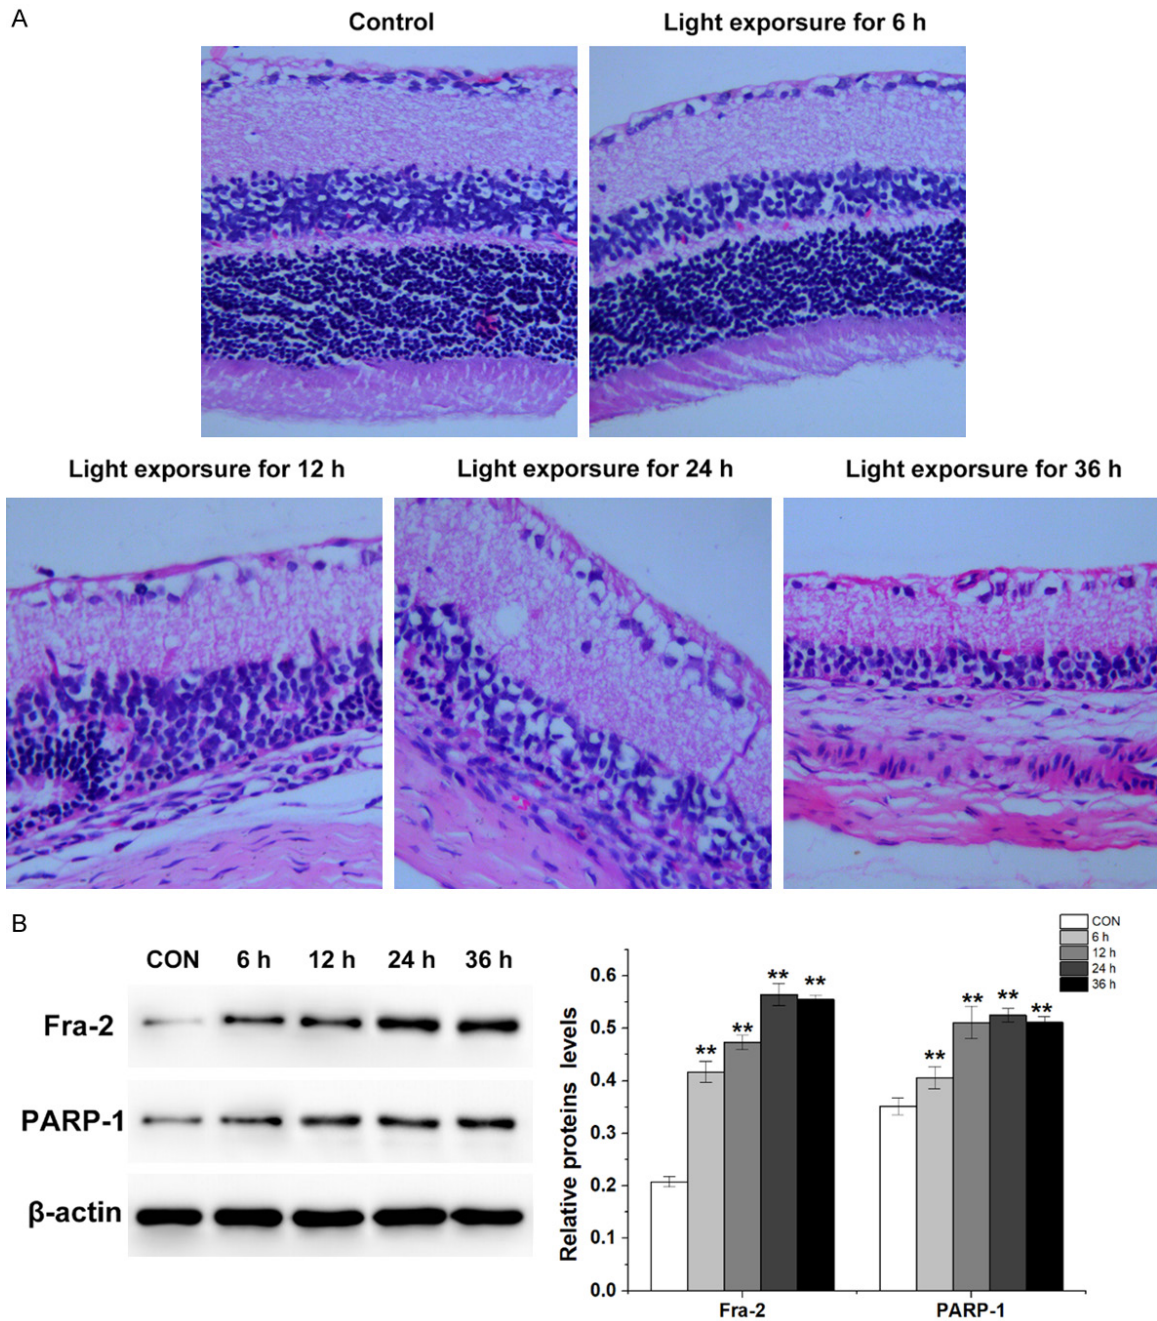 A
Control
Light exporsure for 6 h
Light exporsure for 12 h
Light exporsure for 24 h
Light exporsure for 36 h
B
CON 6 h 12 h 24 h 36 h
Fra-2
PARP-1
β-actin
CON
6 h
12 h
24 h
36 h
Relative proteins levels
0.6
0.5
0.4
0.3
0.2
0.1
0.0
** ** ** **
** ** ** **
Fra-2 PARP-1